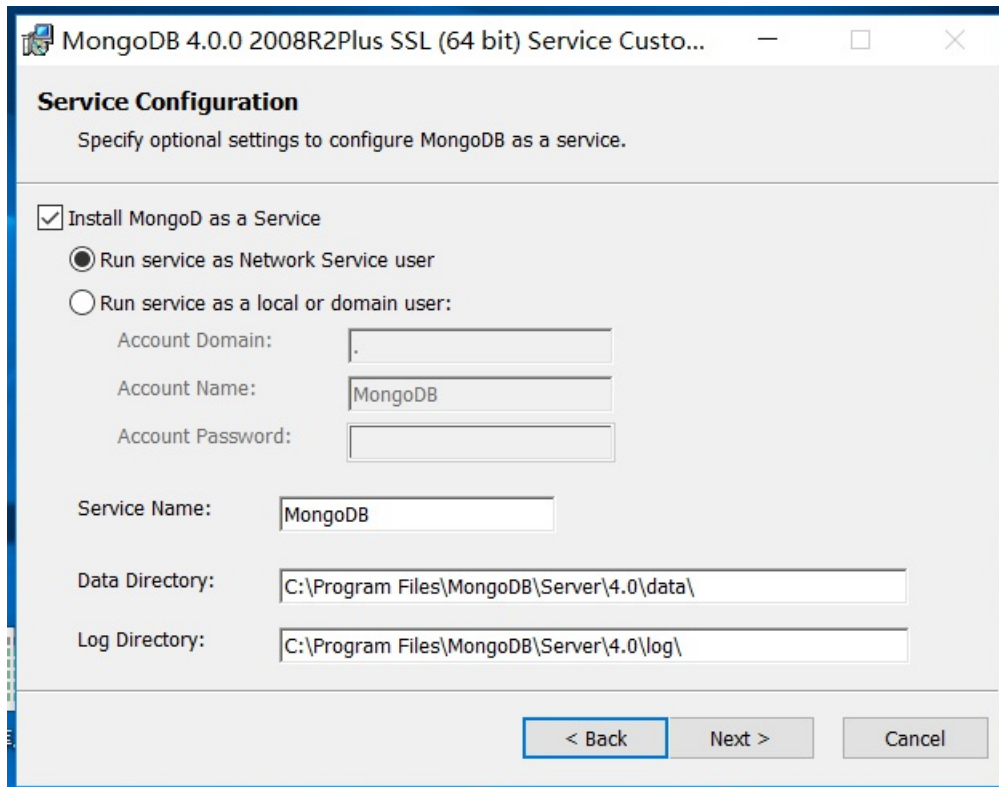 MongoDB 4.0.0 2008R2Plus SSL (64 bit) Service Custo...
Service Configuration
Specify optional settings to configure MongoDB as a service.
Install MongoD as a Service
Run service as Network Service user
Run service as a local or domain user:
Account Domain: .
Account Name: MongoDB
Account Password:
Service Name: MongoDB
Data Directory: C:\Program Files\MongoDB\Server\4.0\data\
Log Directory: C:\Program Files\MongoDB\Server\4.0\log\
< Back Next > Cancel